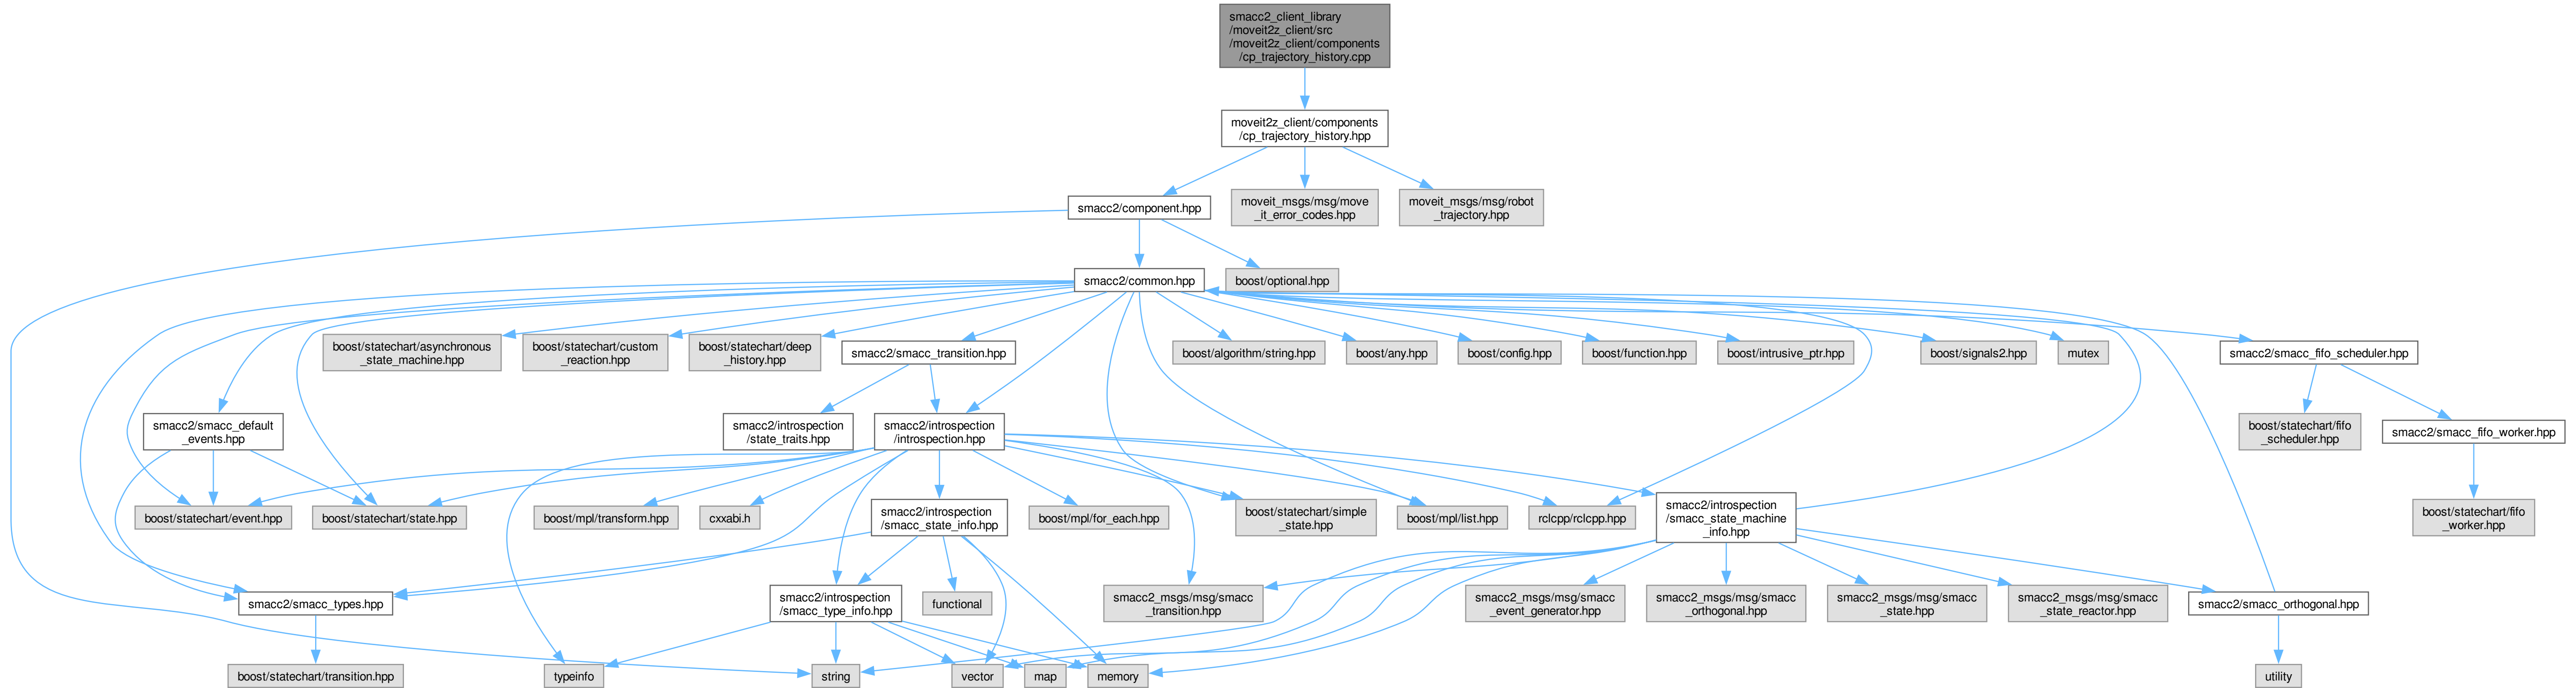 smacc2_client_library
/moveit2z_client/src
/moveit2z_client/components
/cp_trajectory_history.cpp
moveit2z_client/components
/cp_trajectory_history.hpp
smacc2/component.hpp
moveit_msgs/msg/move
_it_error_codes.hpp
moveit_msgs/msg/robot
_trajectory.hpp
smacc2/common.hpp
boost/optional.hpp
boost/statechart/asynchronous
_state_machine.hpp
boost/statechart/custom
_reaction.hpp
boost/statechart/deep
_history.hpp
smacc2/smacc_transition.hpp
boost/algorithm/string.hpp
boost/any.hpp
boost/config.hpp
boost/function.hpp
boost/intrusive_ptr.hpp
boost/signals2.hpp
mutex
smacc2/smacc_fifo_scheduler.hpp
smacc2/smacc_default
_events.hpp
smacc2/introspection
/state_traits.hpp
smacc2/introspection
/introspection.hpp
boost/statechart/fifo
_scheduler.hpp
smacc2/smacc_fifo_worker.hpp
boost/statechart/event.hpp
boost/statechart/state.hpp
boost/mpl/transform.hpp
cxxabi.h
smacc2/introspection
/smacc_state_info.hpp
boost/mpl/for_each.hpp
boost/statechart/simple
_state.hpp
boost/mpl/list.hpp
rclcpp/rclcpp.hpp
smacc2/introspection
/smacc_state_machine
_info.hpp
boost/statechart/fifo
_worker.hpp
smacc2/smacc_types.hpp
smacc2/introspection
/smacc_type_info.hpp
functional
smacc2_msgs/msg/smacc
_transition.hpp
smacc2_msgs/msg/smacc
_event_generator.hpp
smacc2_msgs/msg/smacc
_orthogonal.hpp
smacc2_msgs/msg/smacc
_state.hpp
smacc2_msgs/msg/smacc
_state_reactor.hpp
smacc2/smacc_orthogonal.hpp
boost/statechart/transition.hpp
typeinfo
string
vector
map
memory
utility